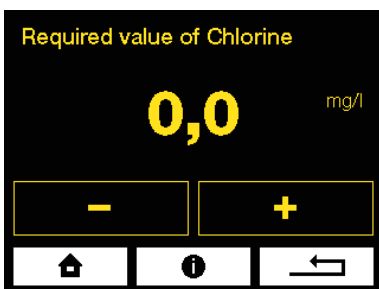 Required value of Chlorine
0,0 mg/l
− +